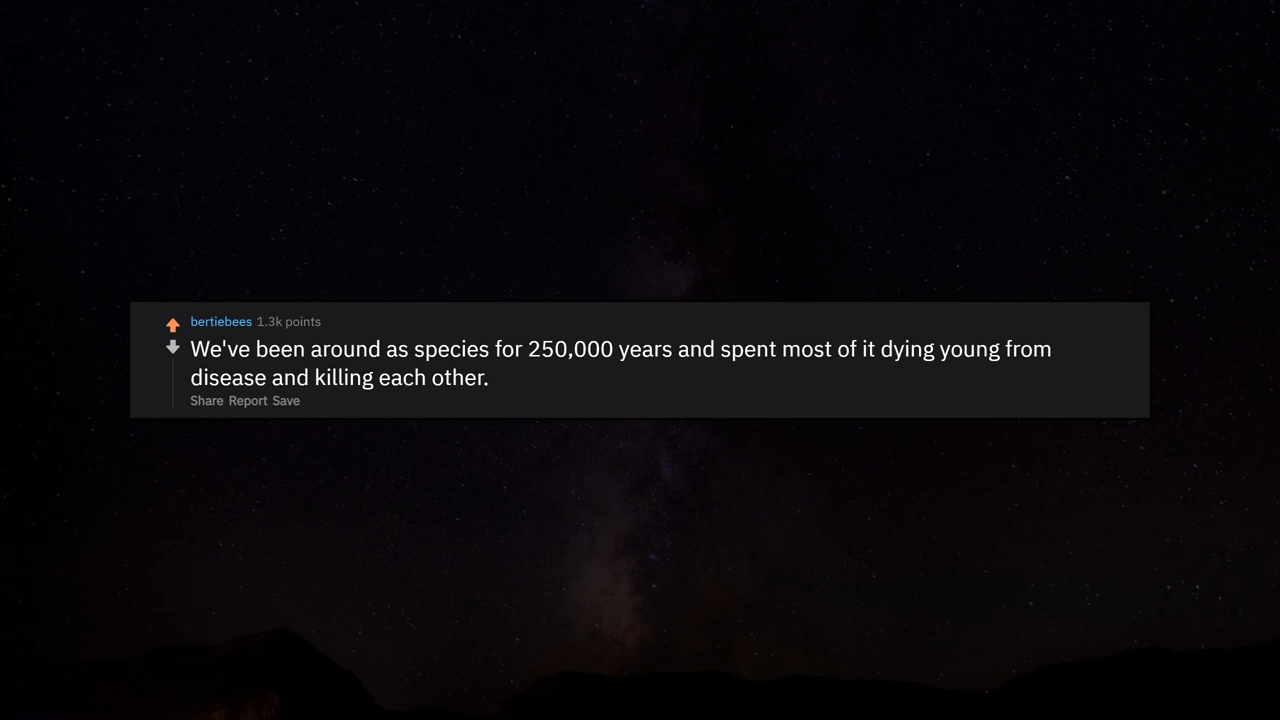 bertiebees 1.3k points
We've been around as species for 250,000 years and spent most of it dying young from
disease and killing each other.
Share Report Save